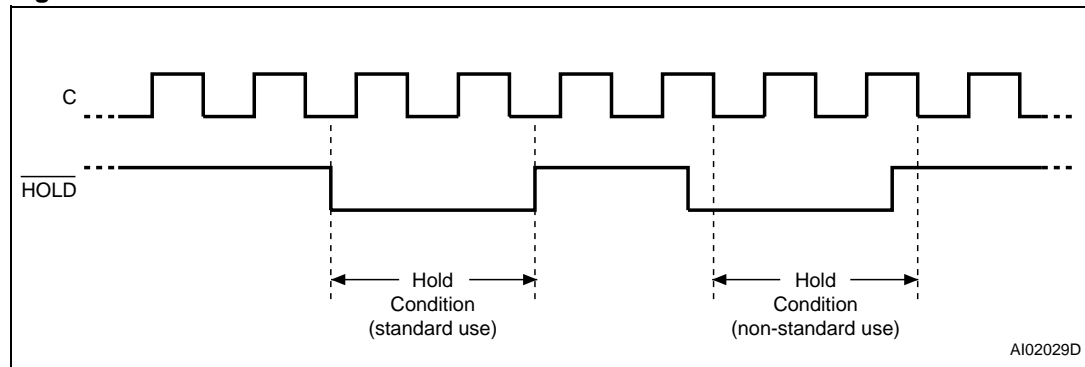 C
HOLD
Hold
Condition
(standard use)
Hold
Condition
(non-standard use)
AI02029D